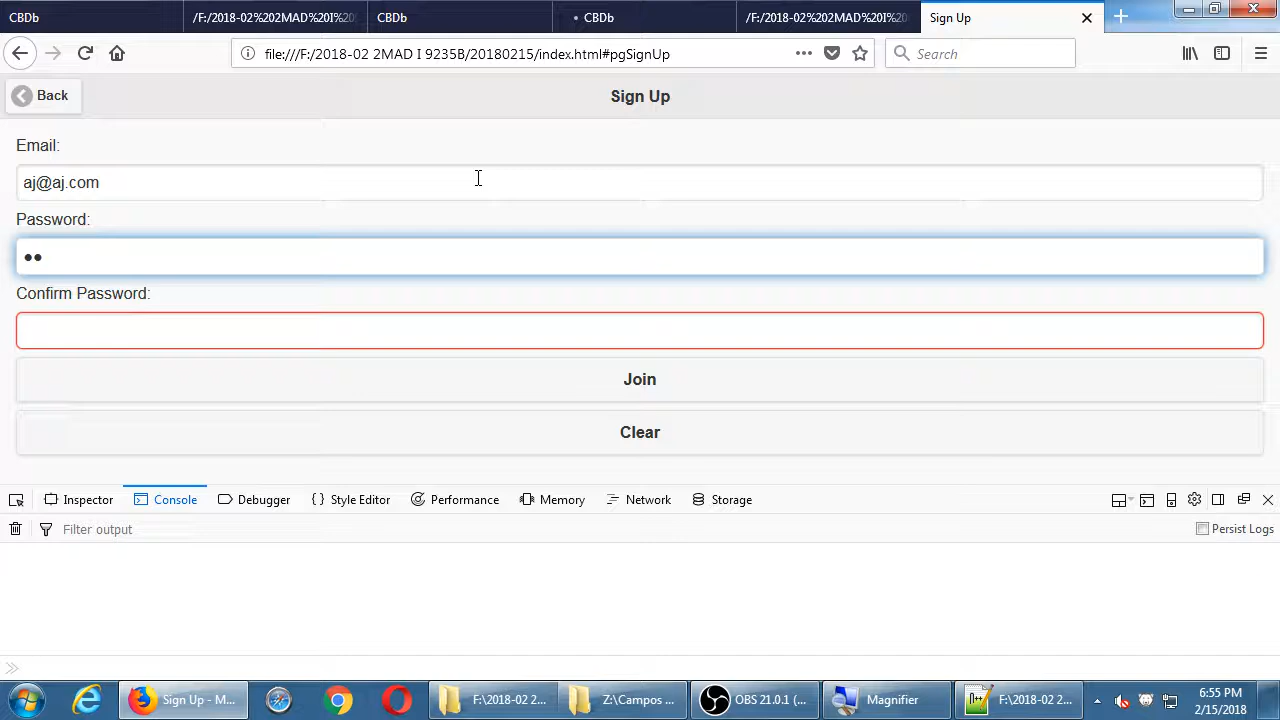 CBDb
/F:/2018-02%202MAD%20I%20
CBDb
CBDb
/F:/2018-02%202MAD%20I%20
Sign Up
file:///F:/2018-02 2MAD I 9235B/20180215/index.html#pgSignUp
Search
Back
Sign Up
Email:
aj@aj.com
Password:
Confirm Password:
Join
Clear
Inspector
Console
Debugger
Style Editor
Performance
Memory
Network
Storage
Filter output
Persist Logs
Sign Up - M...
F:\2018-02 2...
Z:\Campos ...
OBS 21.0.1 (...
Magnifier
F:\2018-02 2...
6:55 PM
2/15/2018